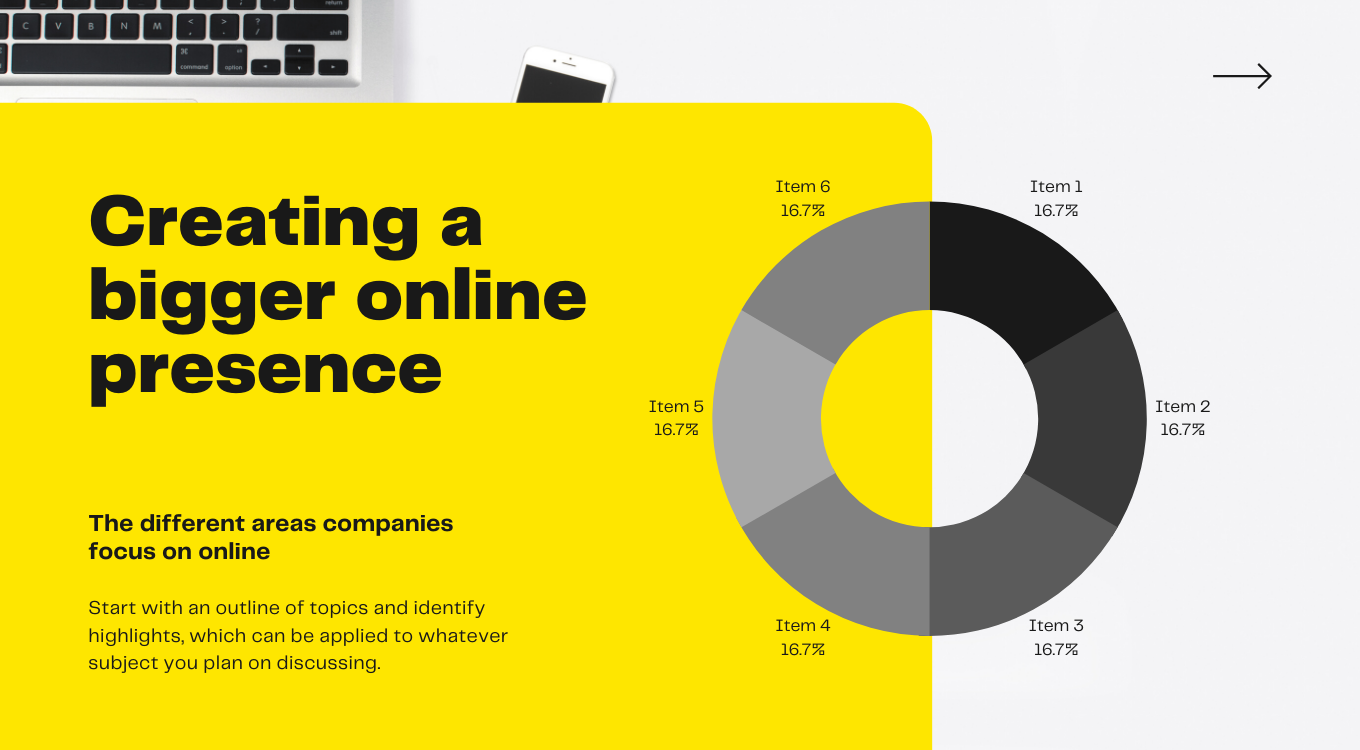 C V B N M < , > . ? / return
shift
⌘ alt
command option
Creating a
bigger online
presence
The different areas companies
focus on online
Start with an outline of topics and identify
highlights, which can be applied to whatever
subject you plan on discussing.
Item 6
16.7%
Item 1
16.7%
Item 5
16.7%
Item 2
16.7%
Item 4
16.7%
Item 3
16.7%